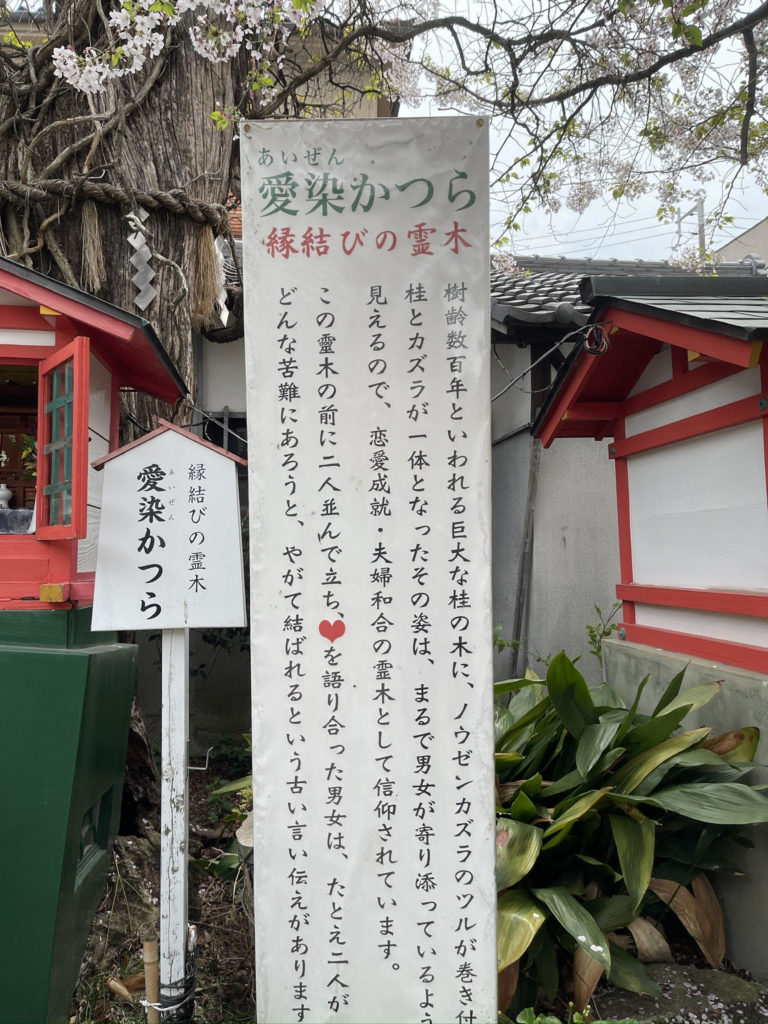 あいぜん
愛染かつら
縁結びの霊木
樹齢数百年といわれる巨大な桂の木に、ノウゼンカズラのツルが巻き付
桂とカズラが一体となったその姿は、まるで男女が寄り添っているよう
見えるので、恋愛成就・夫婦和合の霊木として信仰されています。
この靈木の前に二人並んで立ち、❤を語り合った男女は、たとえ二人が
どんな苦難にあろうと、やがて結ばれるという古い言い伝えがあります
縁結びの霊木
あいぜん
愛染かつら